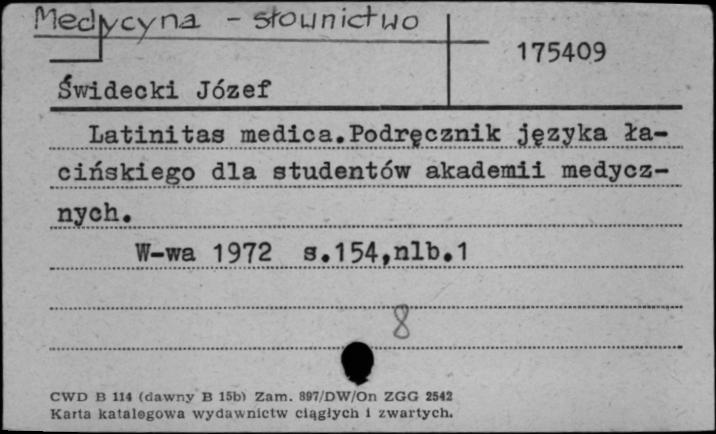 Medycyna - słownictwo
175409
Świdecki Józef
Latinitas medica.Podręcznik języka ła-
cińskiego dla studentów akademii medycz-
nych.
W-wa 1972 s.154,nlb.1
8
CWD B 114 (dawny B 15b) Zam. 897/DW/On ZGG 2542
Karta katalogowa wydawnictw ciągłych i zwartych.